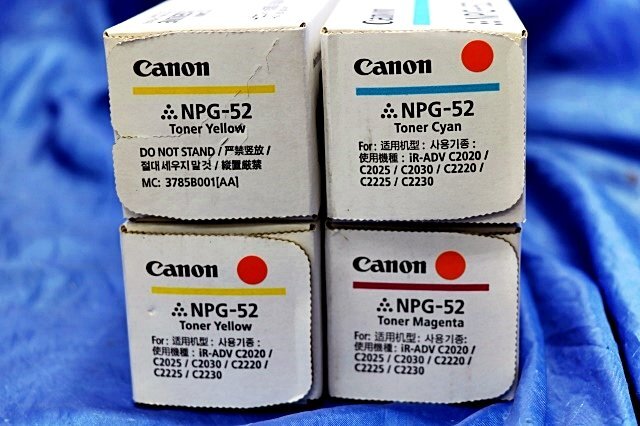 Canon
NPG-52
Toner Yellow
DO NOT STAND / 严禁竖放 /
절대 세우지 말 것 / 縦置厳禁
MC: 3785B001[AA]
Canon
NPG-52
Toner Cyan
For: 适用机型 : 사용기종 :
使用機種 : iR-ADV C2020 /
C2025 / C2030 / C2220 /
C2225 / C2230
Canon
NPG-52
Toner Yellow
For: 适用机型 : 사용기종 :
使用機種 : iR-ADV C2020 /
C2025 / C2030 / C2220 /
C2225 / C2230
Canon
NPG-52
Toner Magenta
For: 适用机型 : 사용기종:
使用機種 : iR-ADV C2020 /
C2025 / C2030 / C2220 /
C2225 / C2230